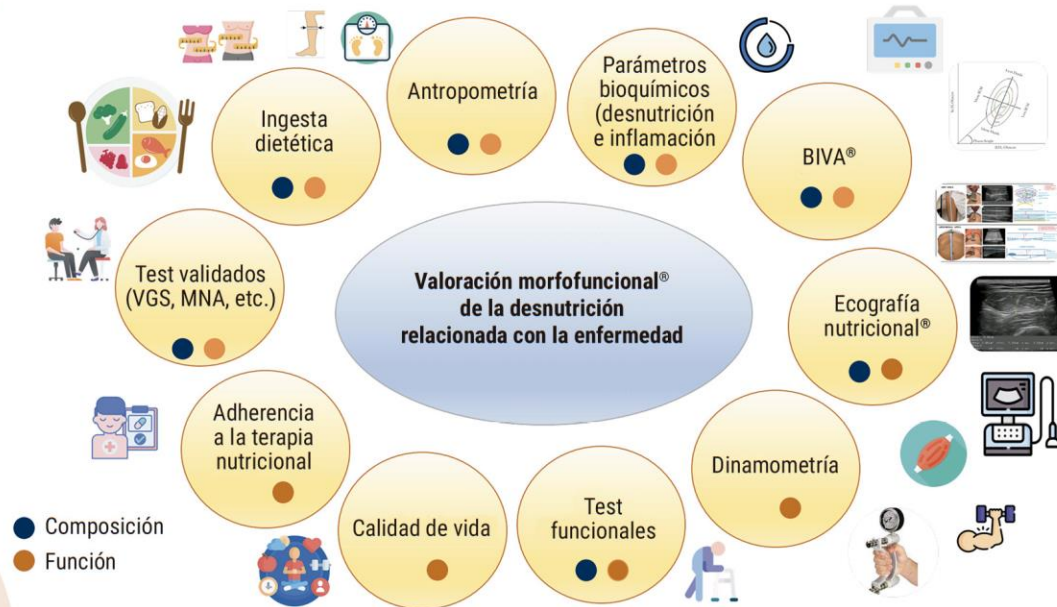 Antropometría
Parámetros
bioquímicos
(desnutrición
e inflamación
BIVA®
Ecografía
nutricional®
Dinamometría
Test
funcionales
Calidad de vida
Adherencia
a la terapia
nutricional
Test validados
(VGS, MNA, etc.)
Ingesta
dietética
Valoración morfofuncional®
de la desnutrición
relacionada con la enfermedad
Composición
Función